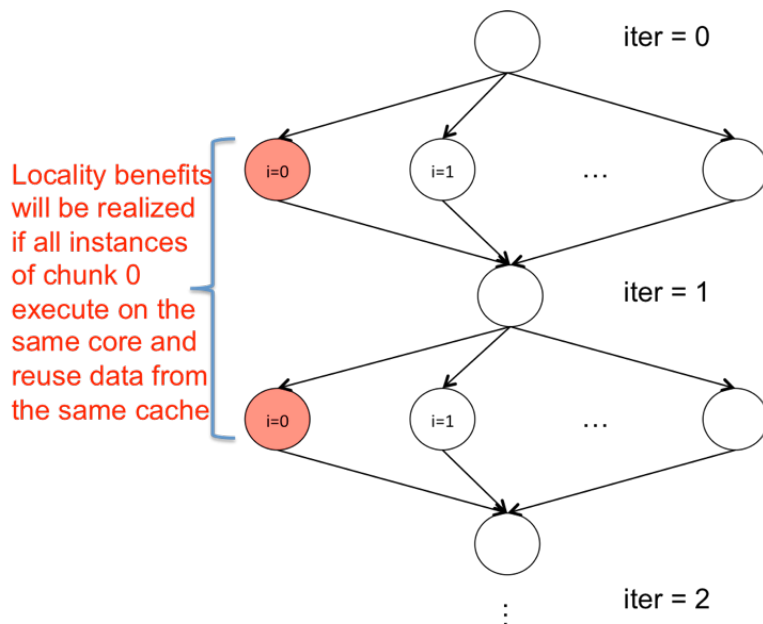 iter = 0
Locality benefits
will be realized
if all instances
of chunk 0
execute on the
same core and
reuse data from
the same cache
i=0
i=1
...
iter = 1
i=0
i=1
...
iter = 2
...